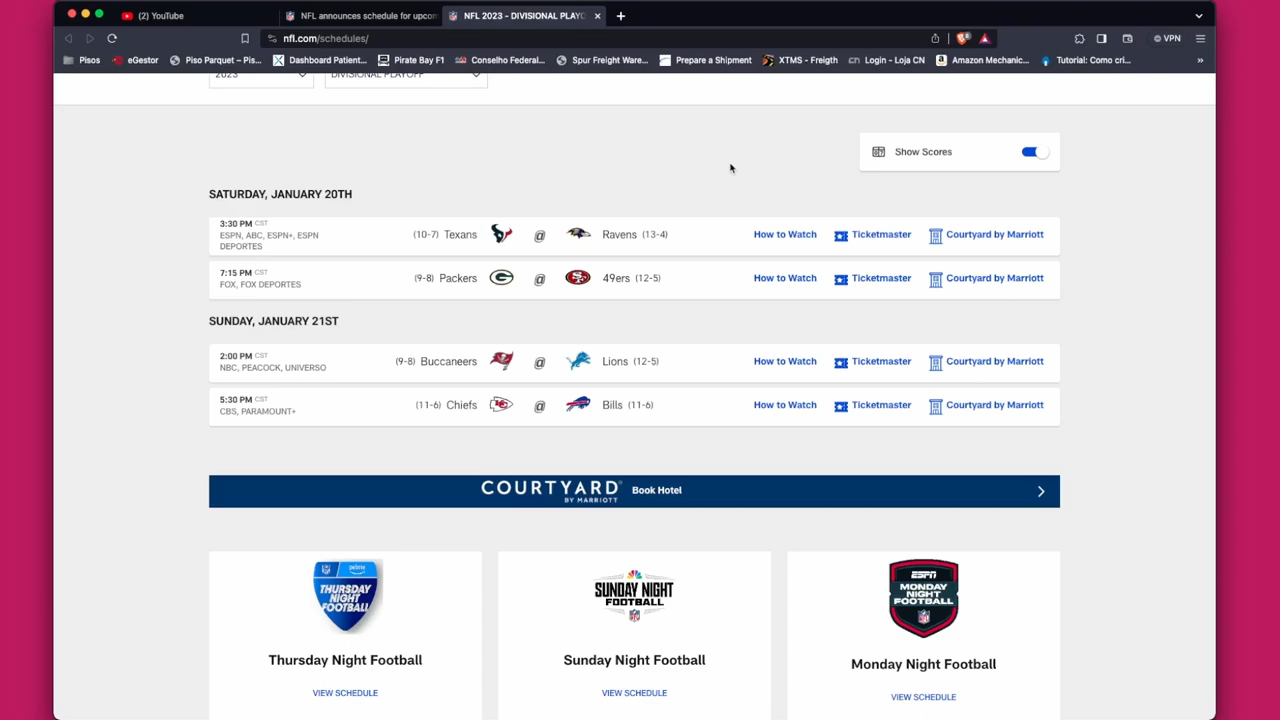 (2) YouTube
NFL announces schedule for upcom
NFL 2023 - DIVISIONAL PLAYO
nfl.com/schedules/
VPN
Pisos
eGestor
Piso Parquet – Pis...
Dashboard Patient...
Pirate Bay F1
Conselho Federal...
Spur Freight Ware...
Prepare a Shipment
XTMS - Freigth
Login – Loja CN
Amazon Mechanic...
Tutorial: Como cri...
2023
DIVISIONAL PLAYOFF
Show Scores
SATURDAY, JANUARY 20TH
3:30 PM CST
ESPN, ABC, ESPN+, ESPN
DEPORTES
(10-7) Texans @ Ravens (13-4)
How to Watch Ticketmaster Courtyard by Marriott
7:15 PM CST
FOX, FOX DEPORTES
(9-8) Packers @ 49ers (12-5)
How to Watch Ticketmaster Courtyard by Marriott
SUNDAY, JANUARY 21ST
2:00 PM CST
NBC, PEACOCK, UNIVERSO
(9-8) Buccaneers @ Lions (12-5)
How to Watch Ticketmaster Courtyard by Marriott
5:30 PM CST
CBS, PARAMOUNT+
(11-6) Chiefs @ Bills (11-6)
How to Watch Ticketmaster Courtyard by Marriott
COURTYARD
BY MARRIOTT
Book Hotel
prime
THURSDAY
NIGHT
FOOTBALL
Thursday Night Football
VIEW SCHEDULE
SUNDAY NIGHT
FOOTBALL
Sunday Night Football
VIEW SCHEDULE
ESPN
MONDAY
NIGHT
FOOTBALL
Monday Night Football
VIEW SCHEDULE